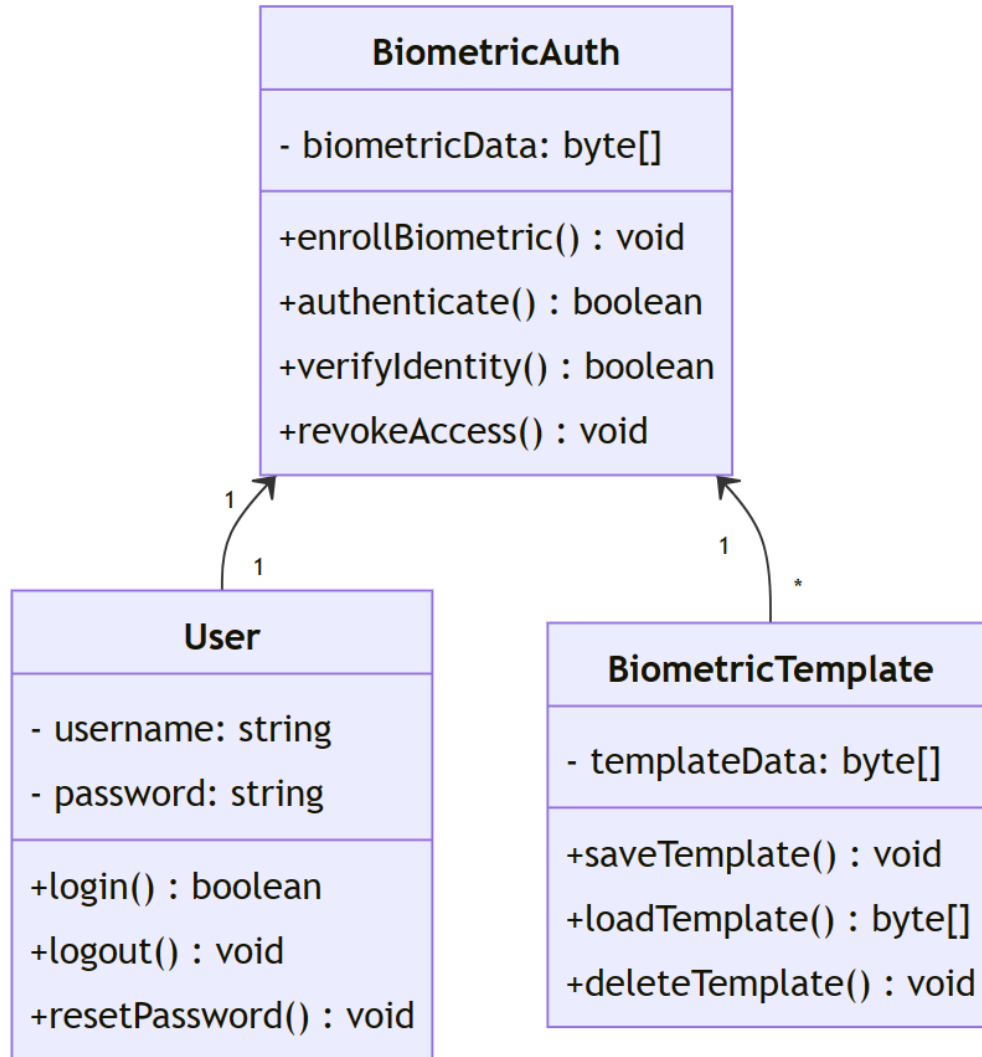 BiometricAuth
- biometricData: byte[]
+enrollBiometric() : void
+authenticate() : boolean
+verifyIdentity() : boolean
+revokeAccess() : void
1
1
1
*
User
- username: string
- password: string
+login() : boolean
+logout() : void
+resetPassword() : void
BiometricTemplate
- templateData: byte[]
+saveTemplate() : void
+loadTemplate() : byte[]
+deleteTemplate() : void